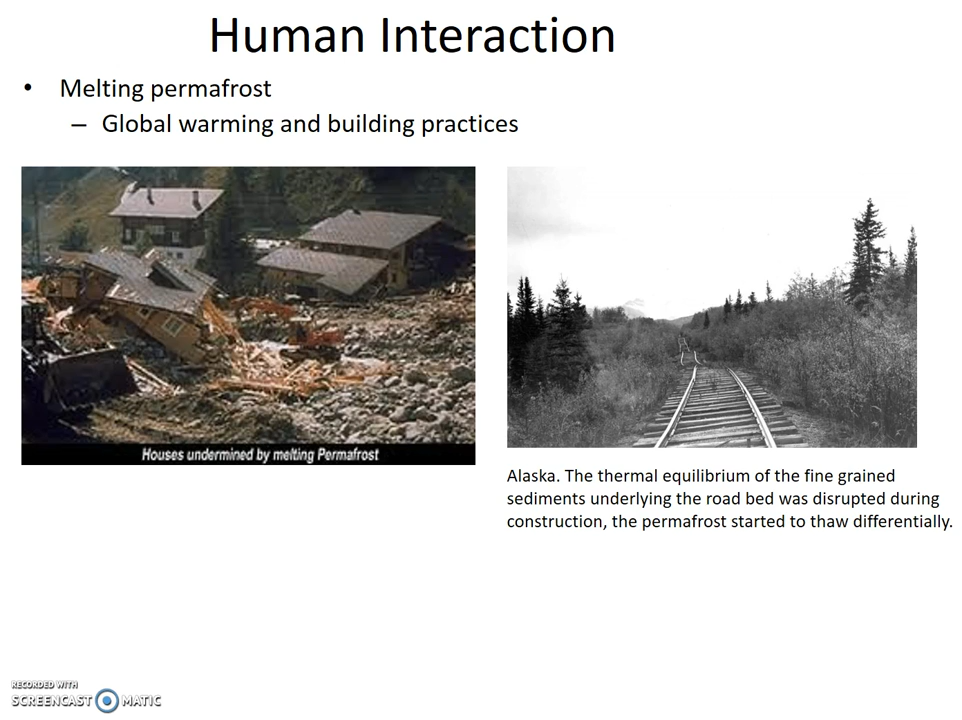 Human Interaction
• Melting permafrost
– Global warming and building practices
Houses undermined by melting Permafrost
Alaska. The thermal equilibrium of the fine grained
sediments underlying the road bed was disrupted during
construction, the permafrost started to thaw differentially.
RECORDED WITH
SCREENCAST MATIC